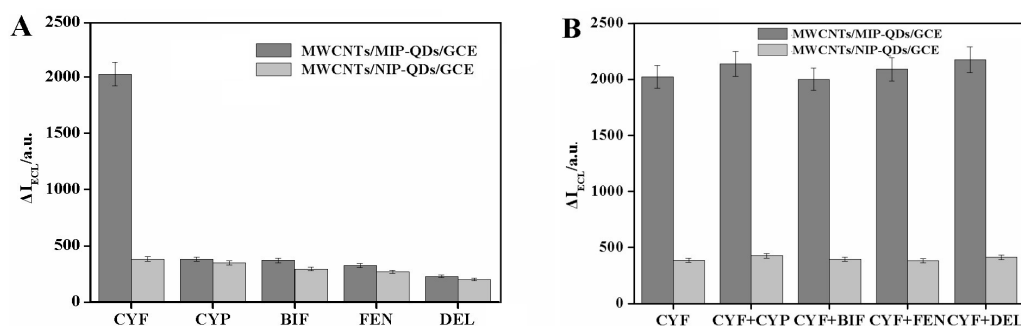 A
2500
2000
1500
1000
500
0
ΔI_ECL/a.u.
MWCNTs/MIP-QDs/GCE
MWCNTs/NIP-QDs/GCE
CYF CYP BIF FEN DEL
B
2500
2000
1500
1000
500
0
ΔI_ECL/a.u.
MWCNTs/MIP-QDs/GCE
MWCNTs/NIP-QDs/GCE
CYF CYF+CYP CYF+BIF CYF+FEN CYF+DEL